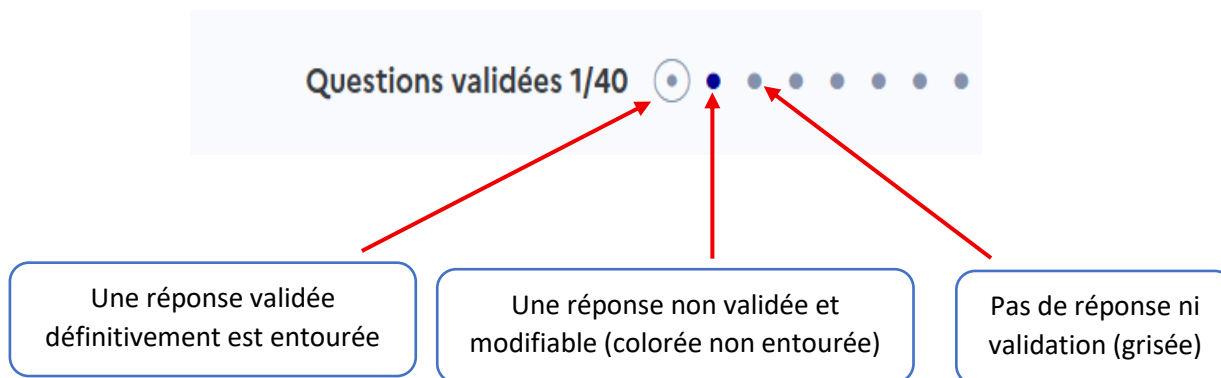 Questions validées 1/40
Une réponse validée
définitivement est entourée
Une réponse non validée et
modifiable (colorée non entourée)
Pas de réponse ni
validation (grisée)